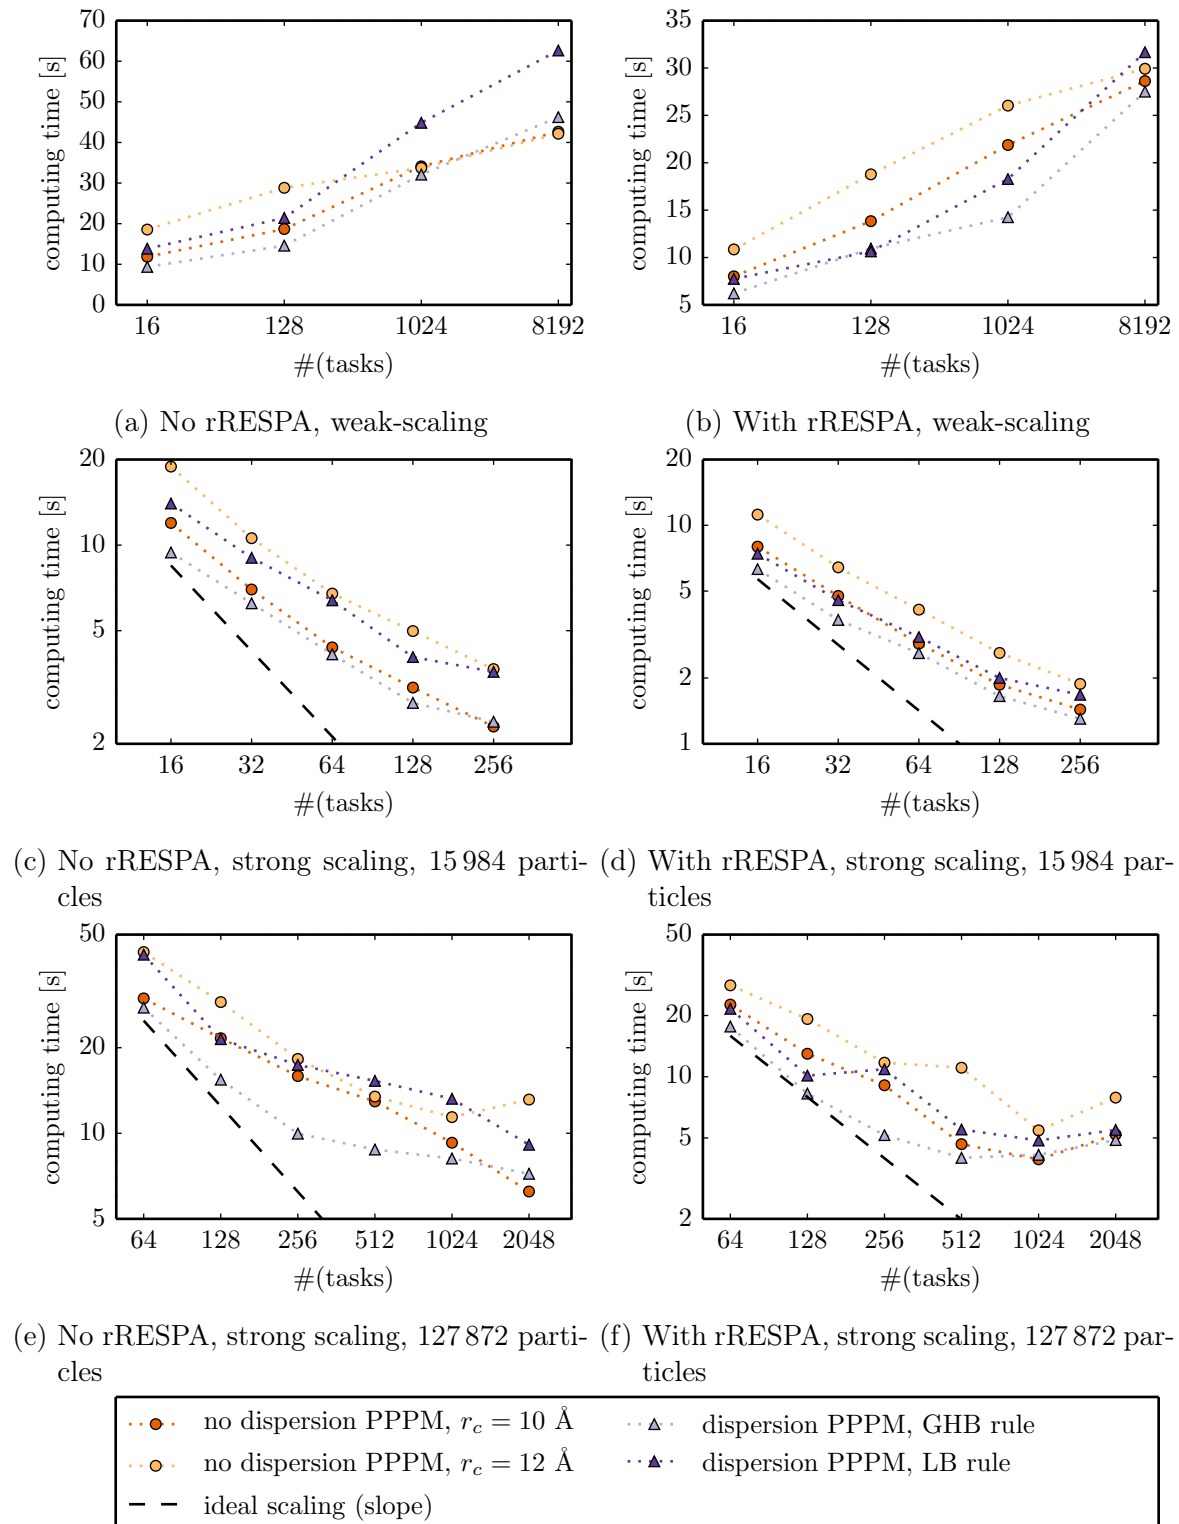 70
60
50
40
30
20
10
0
computing time [s]
16 128 1024 8192
#(tasks)
(a) No rRESPA, weak-scaling
35
30
25
20
15
10
5
computing time [s]
16 128 1024 8192
#(tasks)
(b) With rRESPA, weak-scaling
20
10
5
2
computing time [s]
16 32 64 128 256
#(tasks)
(c) No rRESPA, strong scaling, 15 984 parti-
cles
20
10
5
2
1
computing time [s]
16 32 64 128 256
#(tasks)
(d) With rRESPA, strong scaling, 15 984 par-
ticles
50
20
10
5
computing time [s]
64 128 256 512 1024 2048
#(tasks)
(e) No rRESPA, strong scaling, 127 872 parti-
cles
50
20
10
5
2
computing time [s]
64 128 256 512 1024 2048
#(tasks)
(f) With rRESPA, strong scaling, 127 872 par-
ticles
no dispersion PPPM, r_c = 10 Å
no dispersion PPPM, r_c = 12 Å
ideal scaling (slope)
dispersion PPPM, GHB rule
dispersion PPPM, LB rule